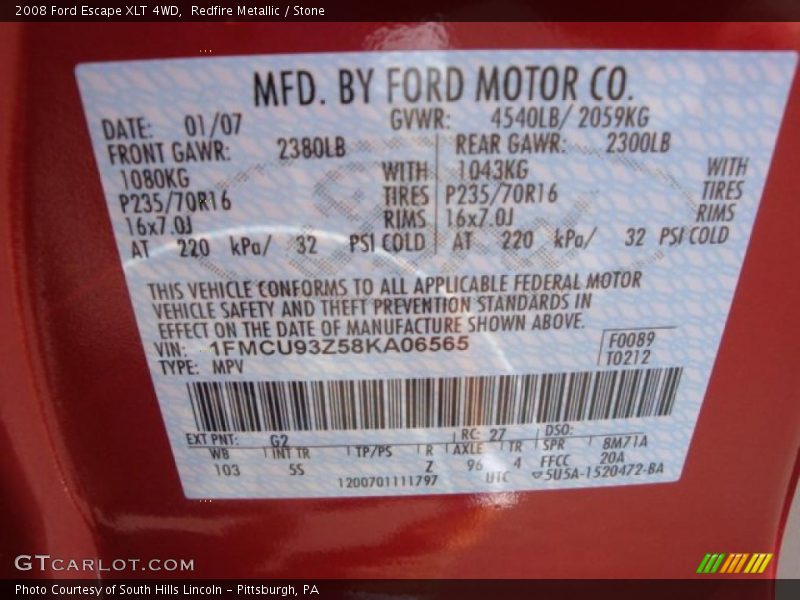 2008 Ford Escape XLT 4WD,  Redfire Metallic / Stone
MFD. BY FORD MOTOR CO.
DATE: 01/07 GVWR: 4540LB/ 2059KG
FRONT GAWR: 2380LB REAR GAWR: 2300LB
1080KG WITH 1043KG WITH
P235/70R16 TIRES P235/70R16 TIRES
16x7.0J RIMS 16x7.0J RIMS
AT 220 kPa/ 32 PSI COLD AT 220 kPa/ 32 PSI COLD
THIS VEHICLE CONFORMS TO ALL APPLICABLE FEDERAL MOTOR
VEHICLE SAFETY AND THEFT PREVENTION STANDARDS IN
EFFECT ON THE DATE OF MANUFACTURE SHOWN ABOVE.
VIN: 1FMCU93Z58KA06565 F0089
TYPE: MPV T0212
EXT PNT: G2 RC: 27 DSO:
WB INT TR TP/PS R AXLE TR SPR 8M71A
103 5S Z 96 4 FFCC 20A
1200701111797 UTC 5U5A-1520472-BA
GTCARLOT.COM
Photo Courtesy of South Hills Lincoln - Pittsburgh, PA